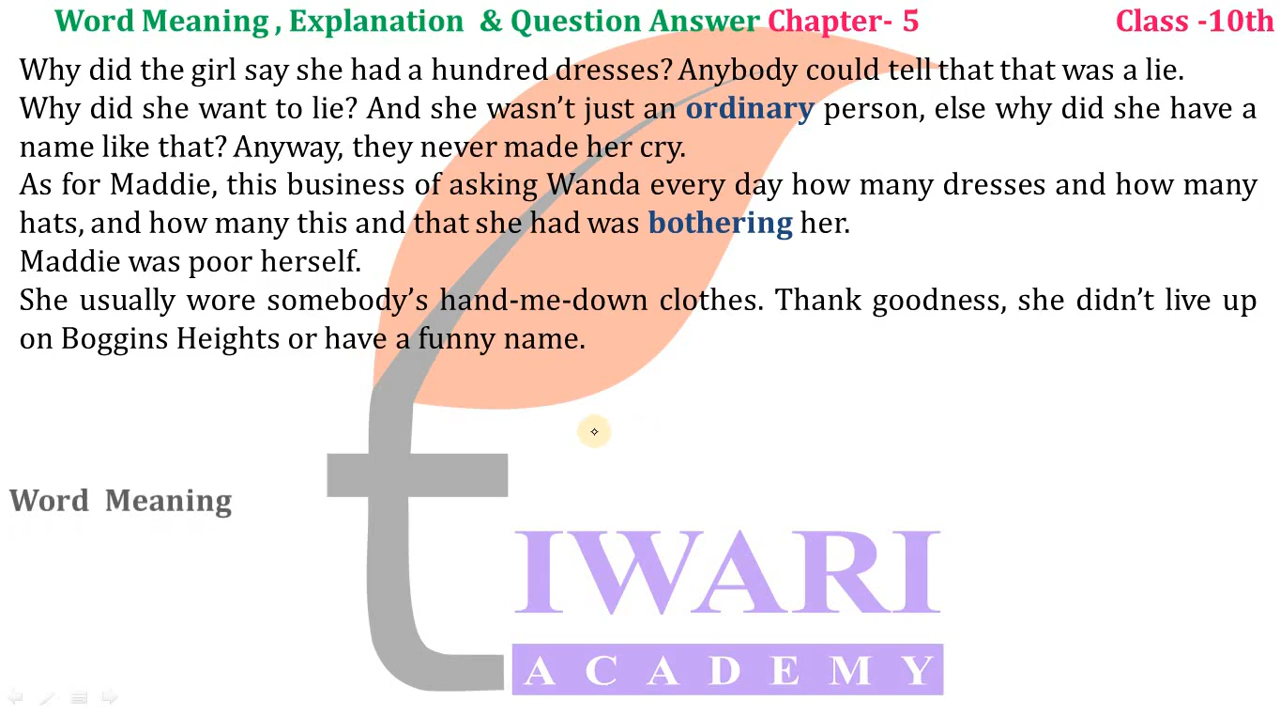 Word Meaning , Explanation & Question Answer Chapter- 5 Class -10th
Why did the girl say she had a hundred dresses? Anybody could tell that that was a lie.
Why did she want to lie? And she wasn’t just an ordinary person, else why did she have a
name like that? Anyway, they never made her cry.
As for Maddie, this business of asking Wanda every day how many dresses and how many
hats, and how many this and that she had was bothering her.
Maddie was poor herself.
She usually wore somebody’s hand-me-down clothes. Thank goodness, she didn’t live up
on Boggins Heights or have a funny name.
Word Meaning
tIWARI
ACADEMY